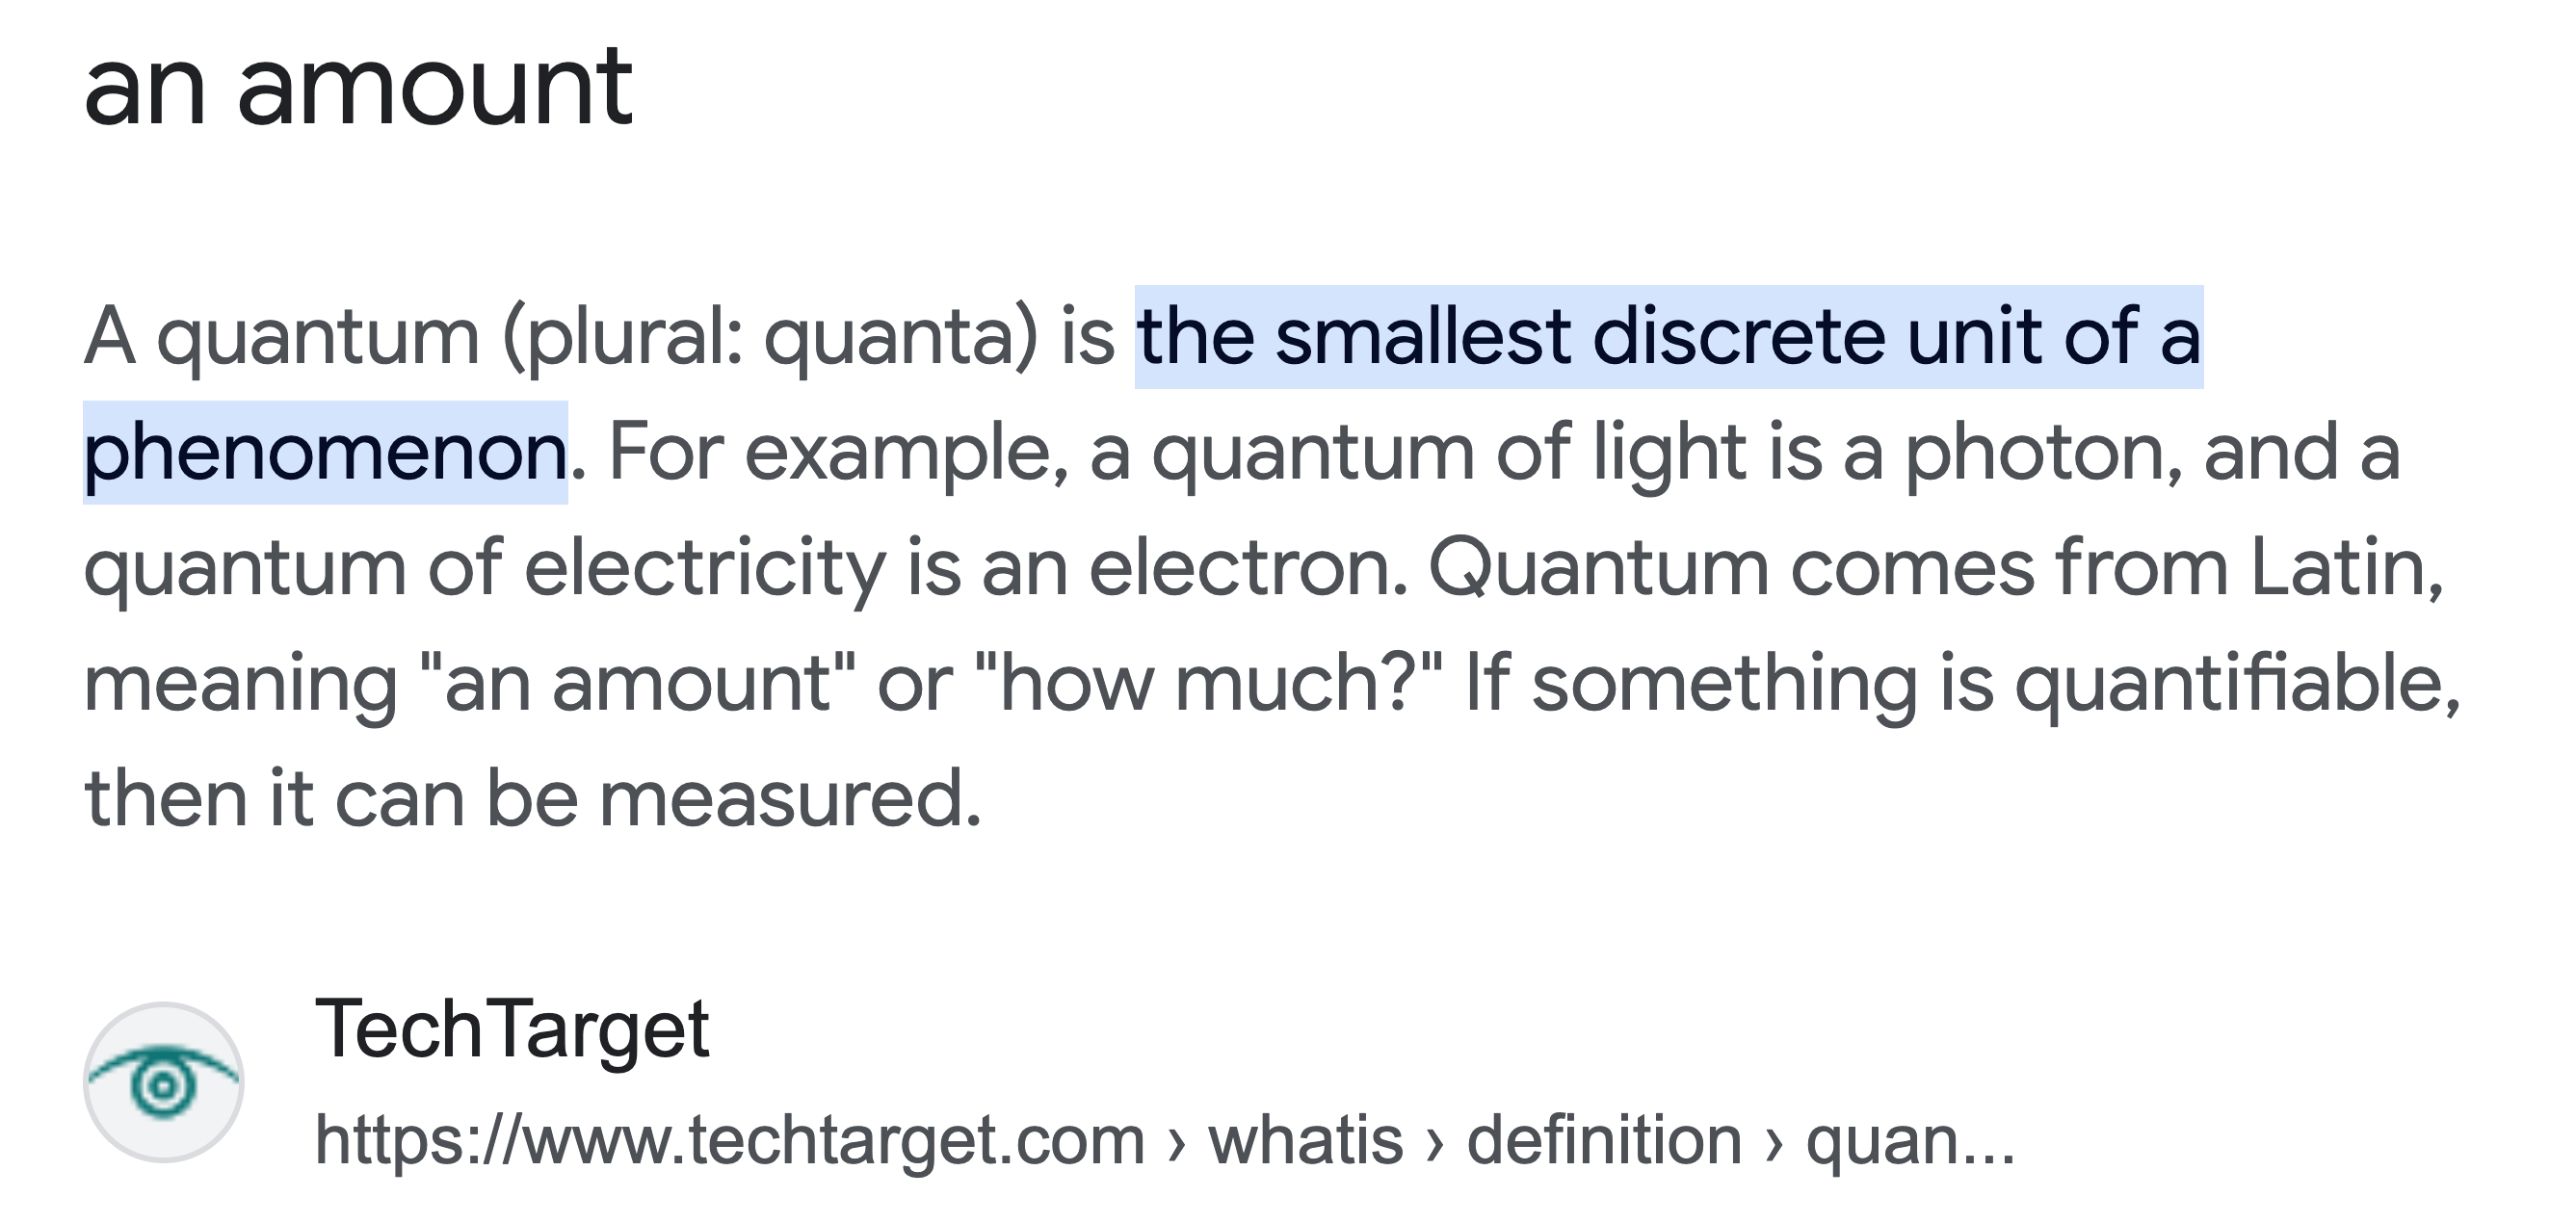 an amount
A quantum (plural: quanta) is the smallest discrete unit of a
phenomenon. For example, a quantum of light is a photon, and a
quantum of electricity is an electron. Quantum comes from Latin,
meaning "an amount" or "how much?" If something is quantifiable,
then it can be measured.
TechTarget
https://www.techtarget.com › whatis › definition › quan...